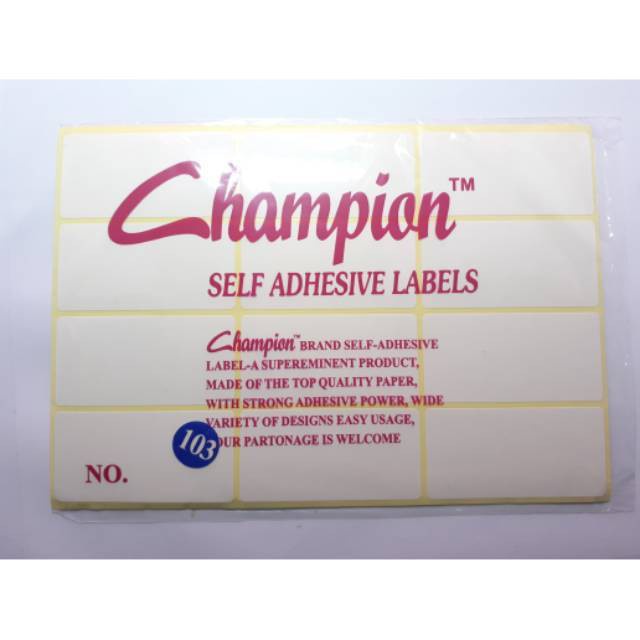 Champion™
SELF ADHESIVE LABELS
Champion™ BRAND SELF-ADHESIVE
LABEL-A SUPEREMINENT PRODUCT,
MADE OF THE TOP QUALITY PAPER,
WITH STRONG ADHESIVE POWER, WIDE
VARIETY OF DESIGNS EASY USAGE,
YOUR PARTONAGE IS WELCOME
103
NO.